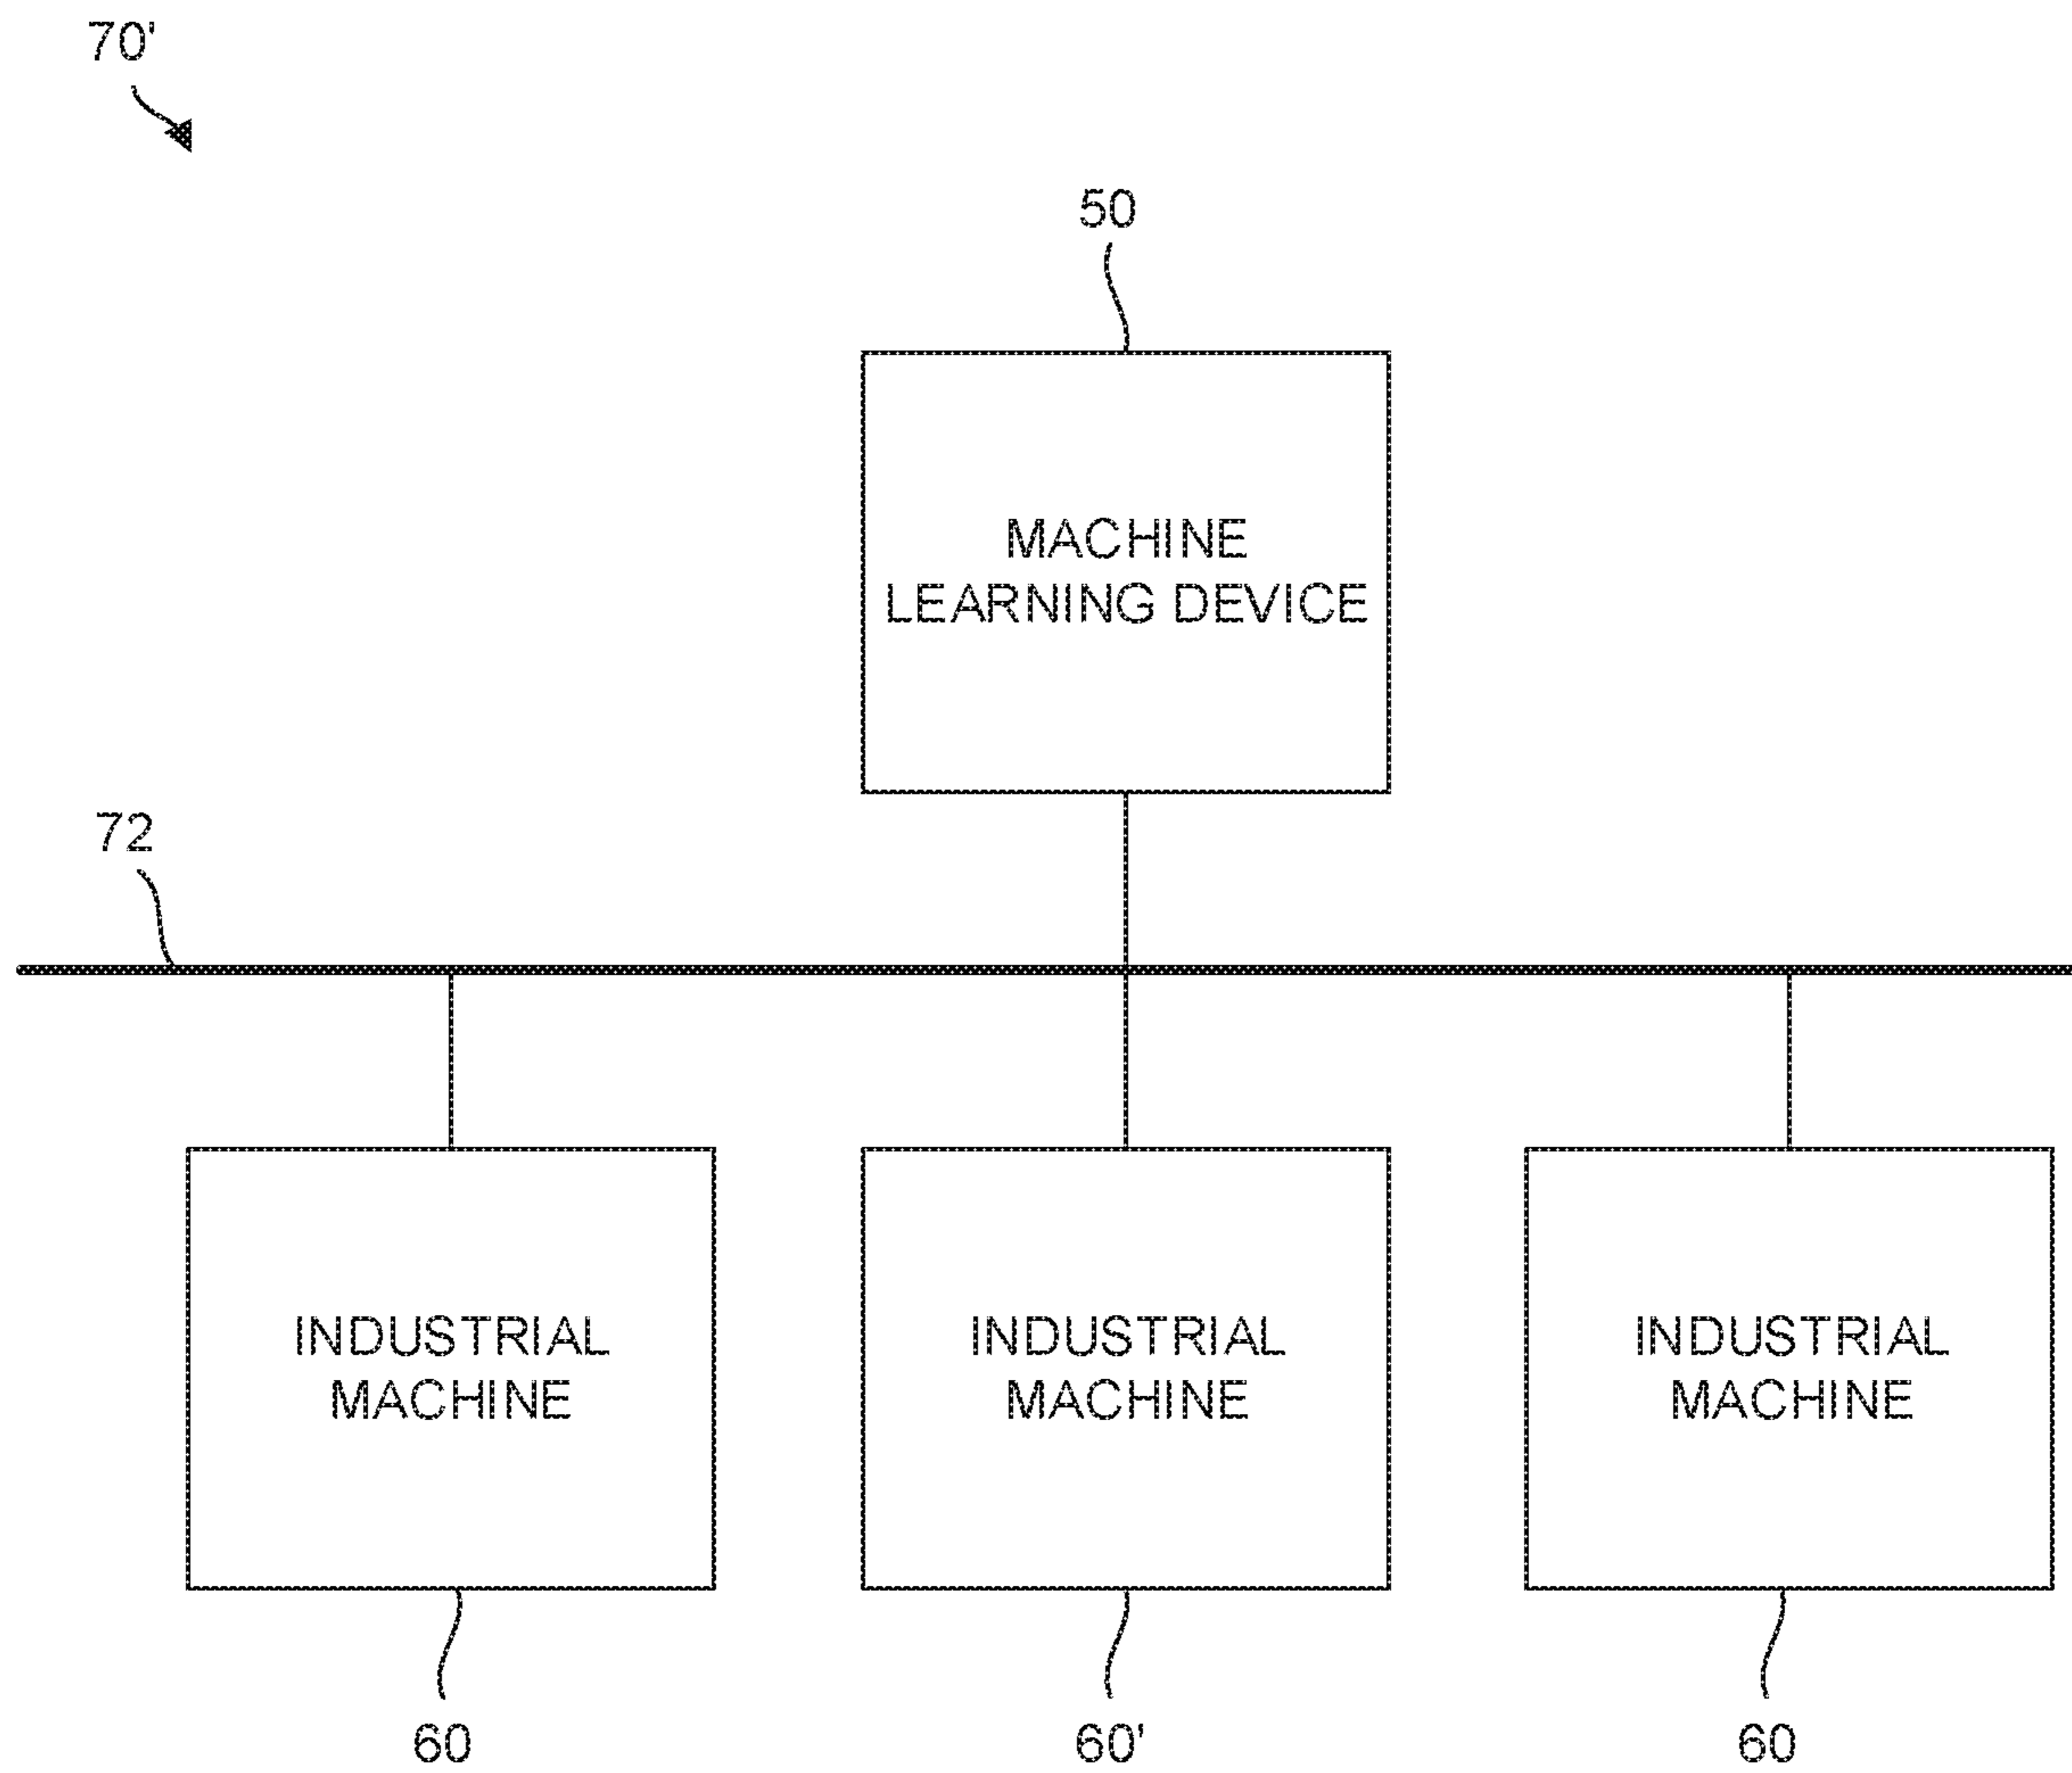 70'
50
MACHINE
LEARNING DEVICE
72
INDUSTRIAL
MACHINE
INDUSTRIAL
MACHINE
INDUSTRIAL
MACHINE
60
60'
60